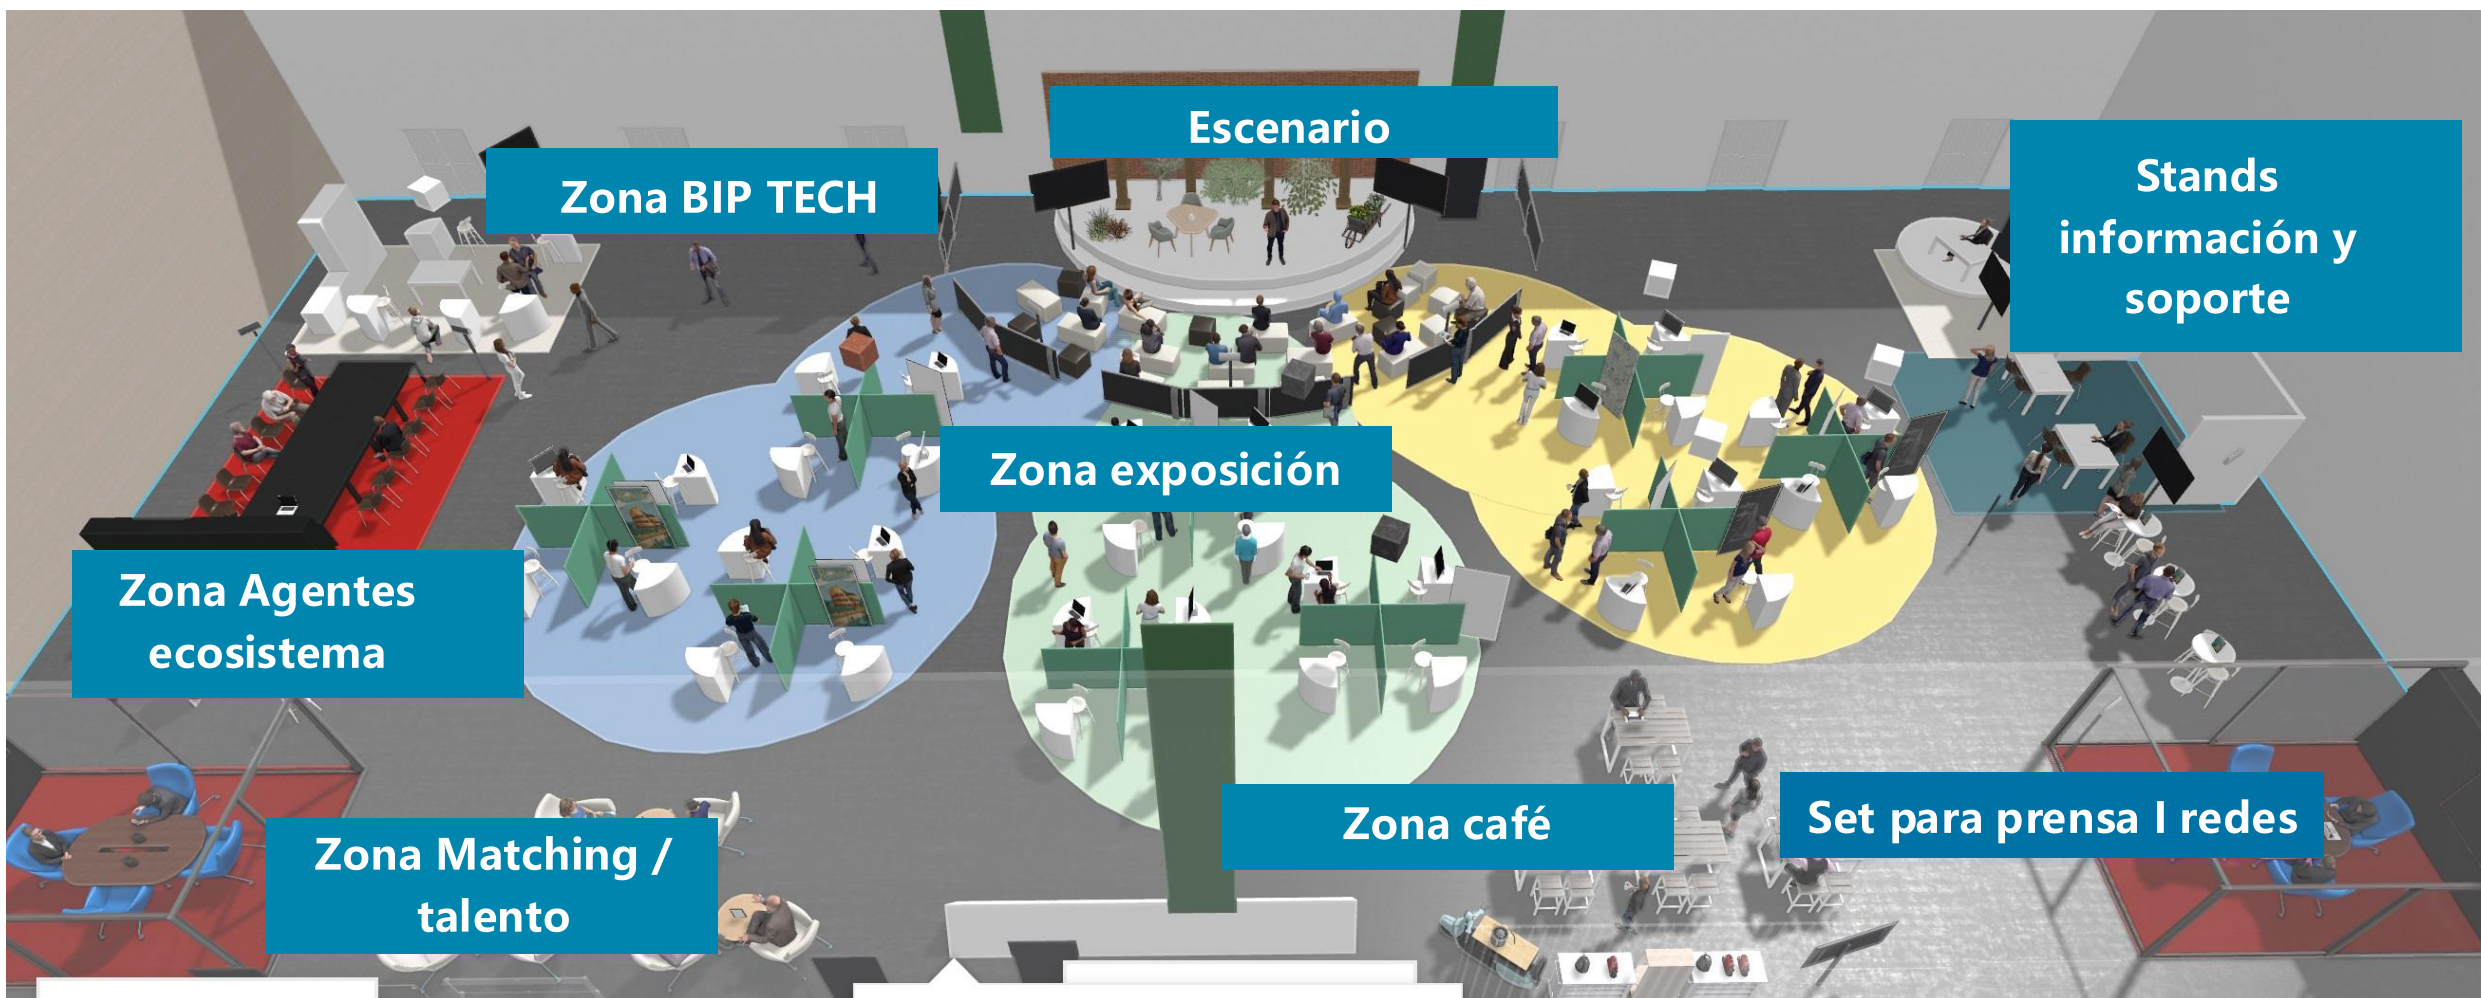 Escenario
Zona BIP TECH
Stands
información y
soporte
Zona exposición
Zona Agentes
ecosistema
Zona café
Set para prensa I redes
Zona Matching /
talento